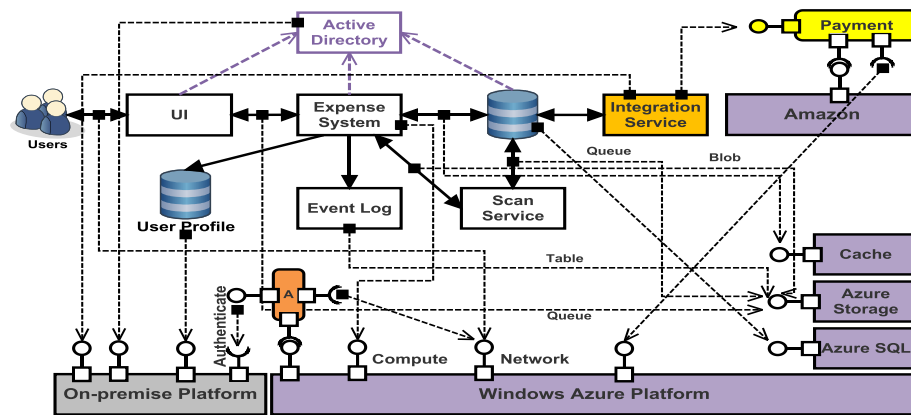 Active
Directory
Payment
UI
Expense
System
Integration
Service
Amazon
Users
Queue
Blob
User Profile
Event Log
Scan
Service
Cache
Table
A
Azure
Storage
Authenticate
Queue
Compute
Network
Azure SQL
On-premise Platform
Windows Azure Platform